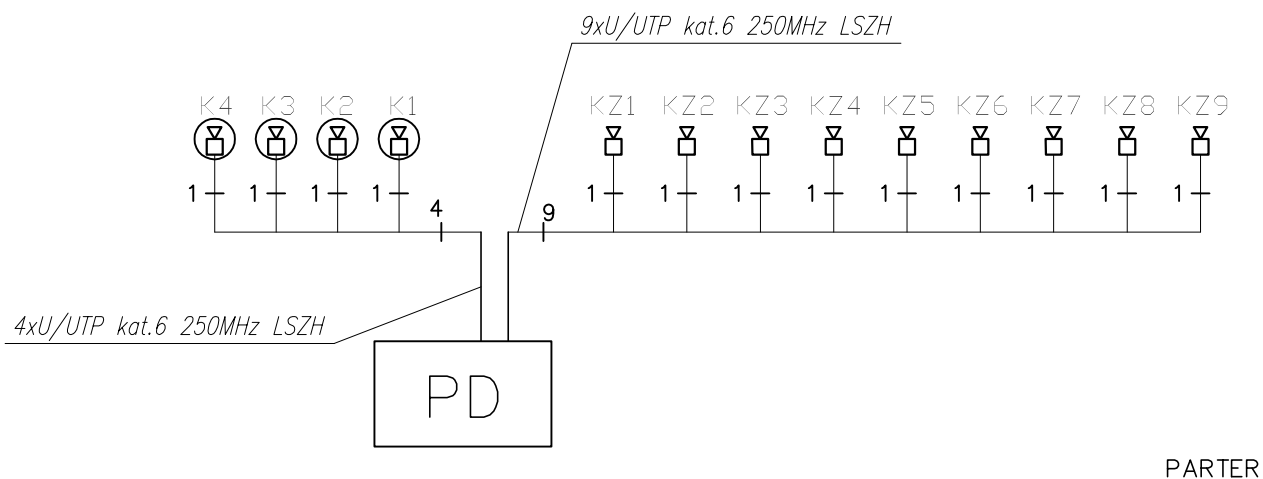 9xU/UTP kat.6 250MHz LSZH
K4 K3 K2 K1 KZ1 KZ2 KZ3 KZ4 KZ5 KZ6 KZ7 KZ8 KZ9
1 1 1 1 1 1 1 1 1 1 1 1 1
4 9
4xU/UTP kat.6 250MHz LSZH
PD
PARTER